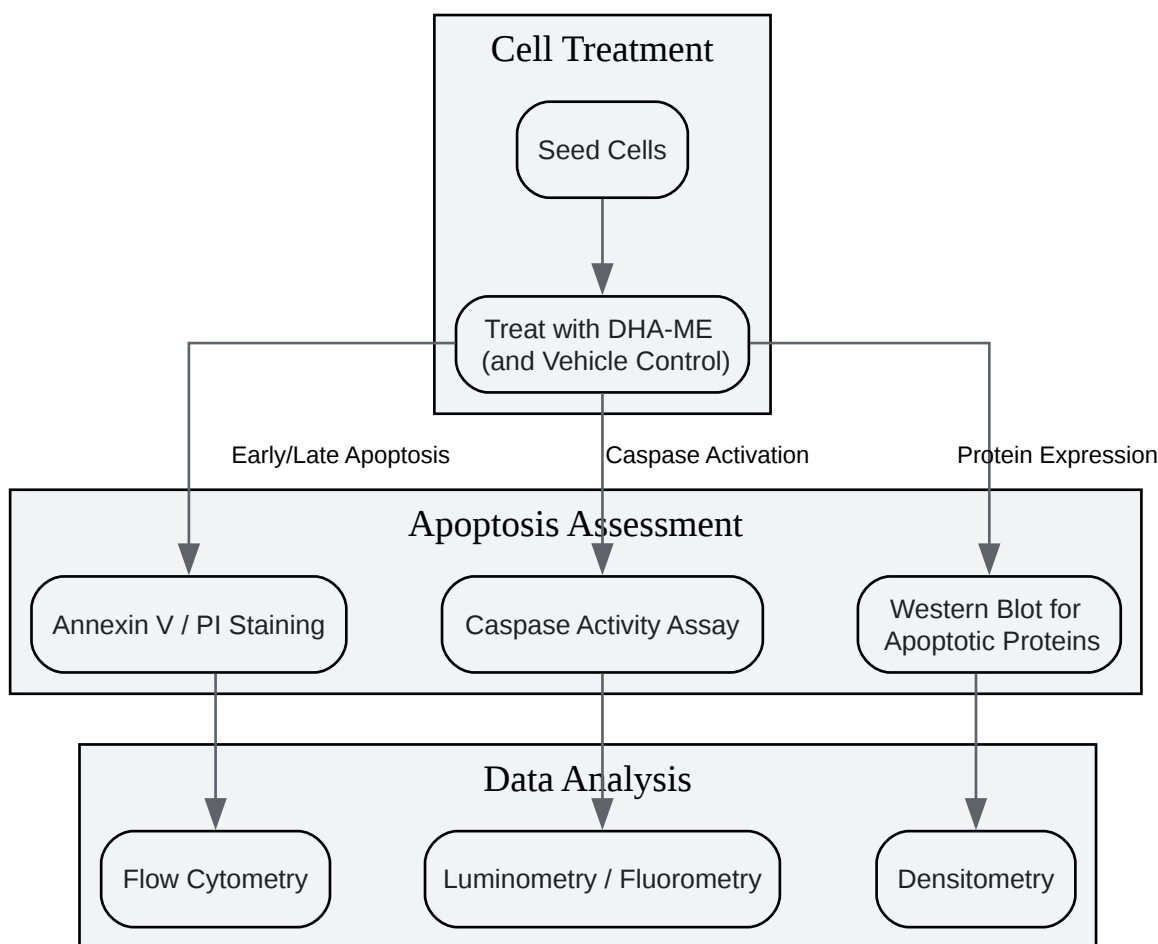 Cell Treatment
Seed Cells
Treat with DHA-ME
(and Vehicle Control)
Early/Late Apoptosis
Caspase Activation
Protein Expression
Apoptosis Assessment
Annexin V / PI Staining
Caspase Activity Assay
Western Blot for
Apoptotic Proteins
Data Analysis
Flow Cytometry
Luminometry / Fluorometry
Densitometry